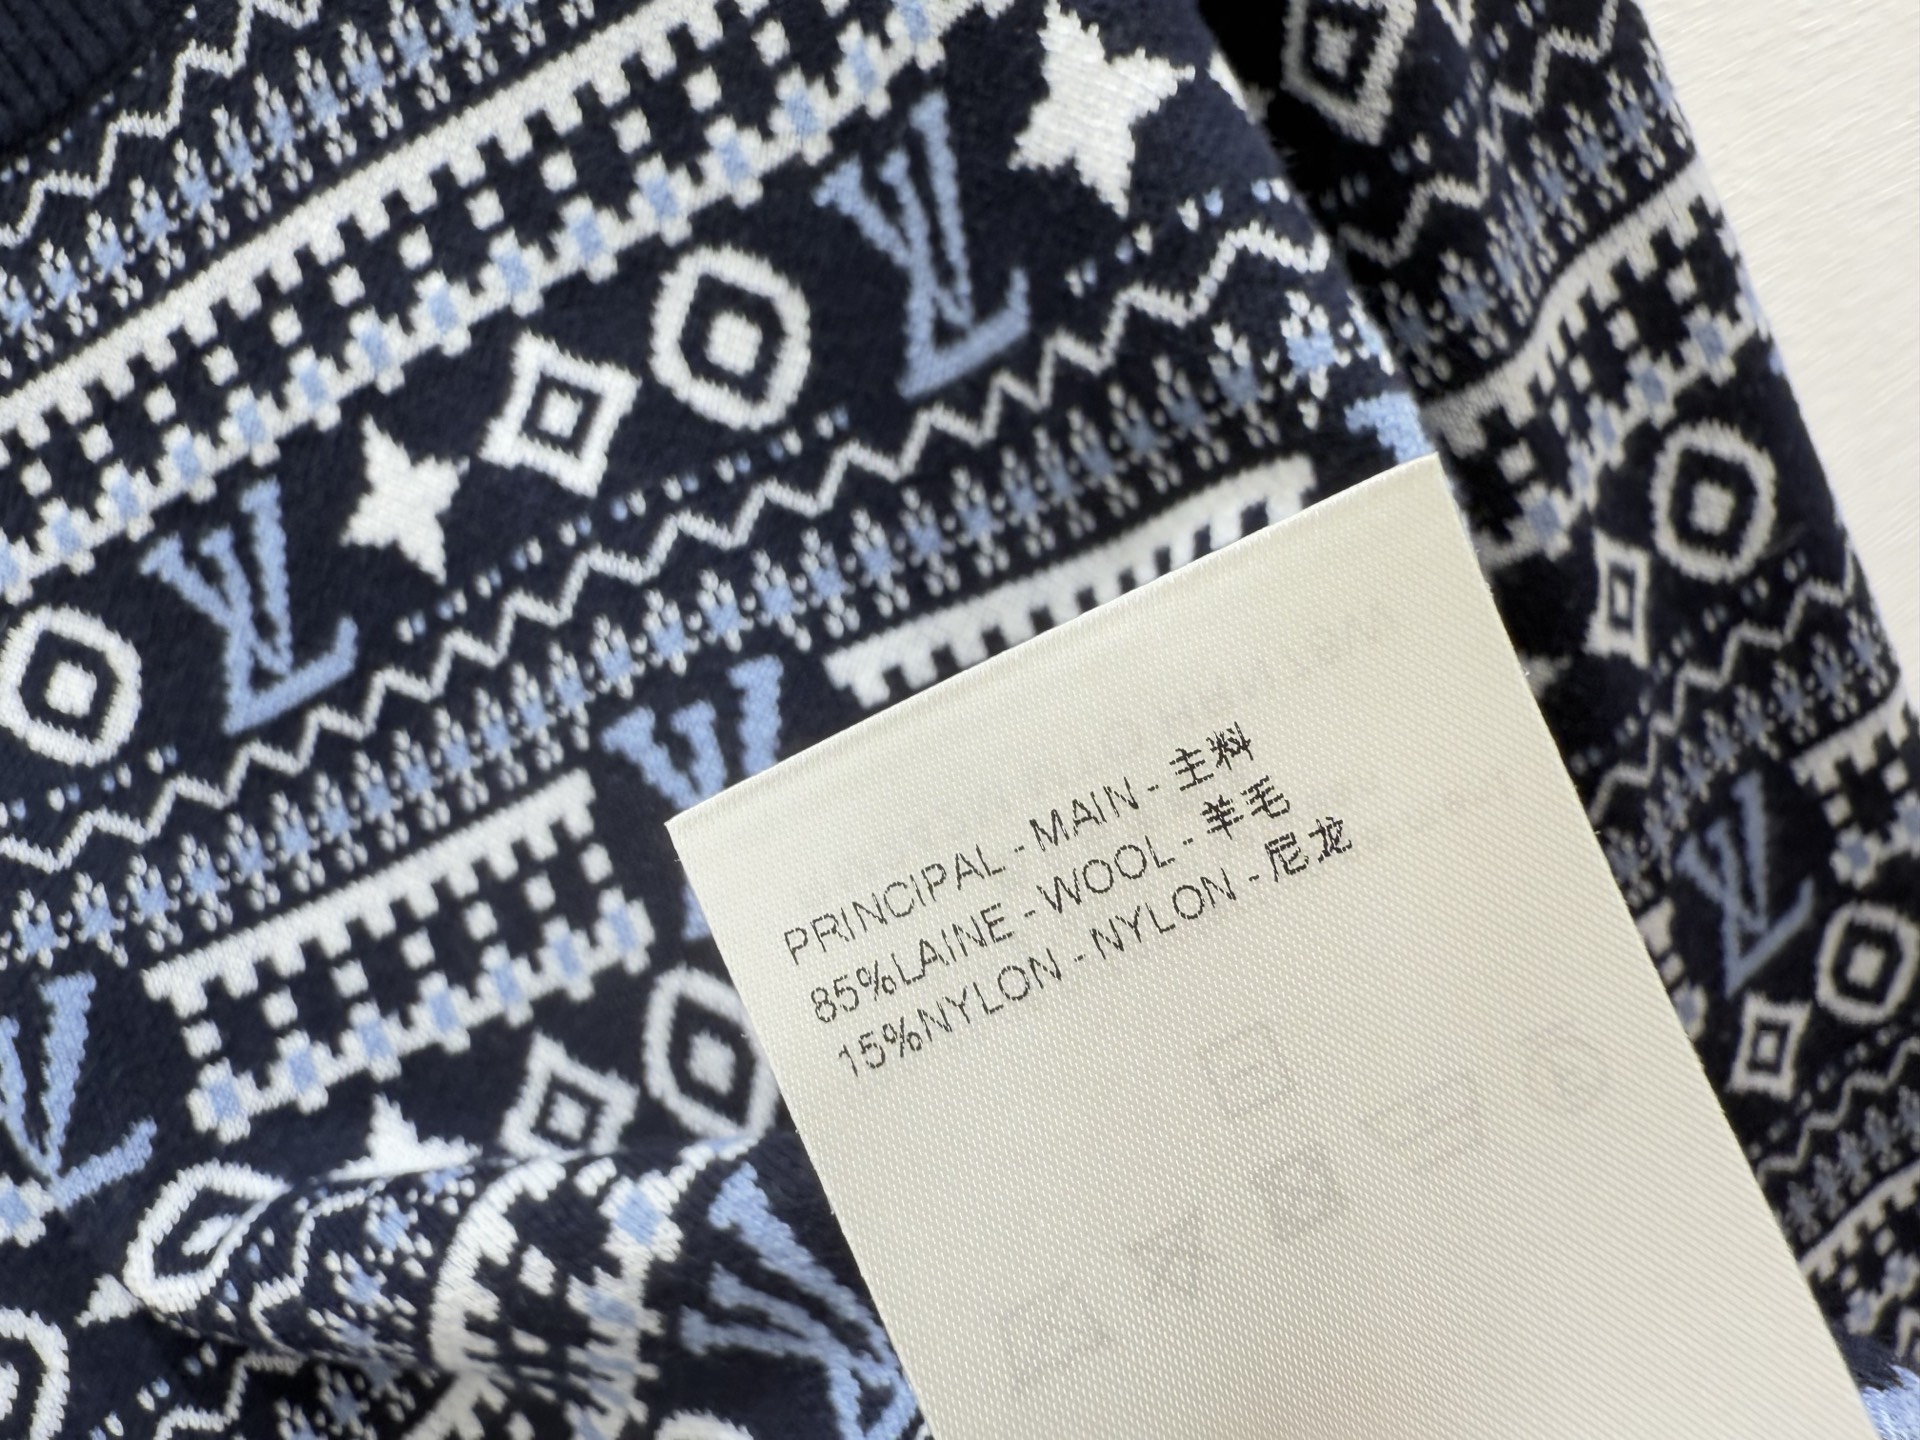 PRINCIPAL - MAIN - 主料
85%LAINE - WOOL - 羊毛
15%NYLON - NYLON - 尼龙